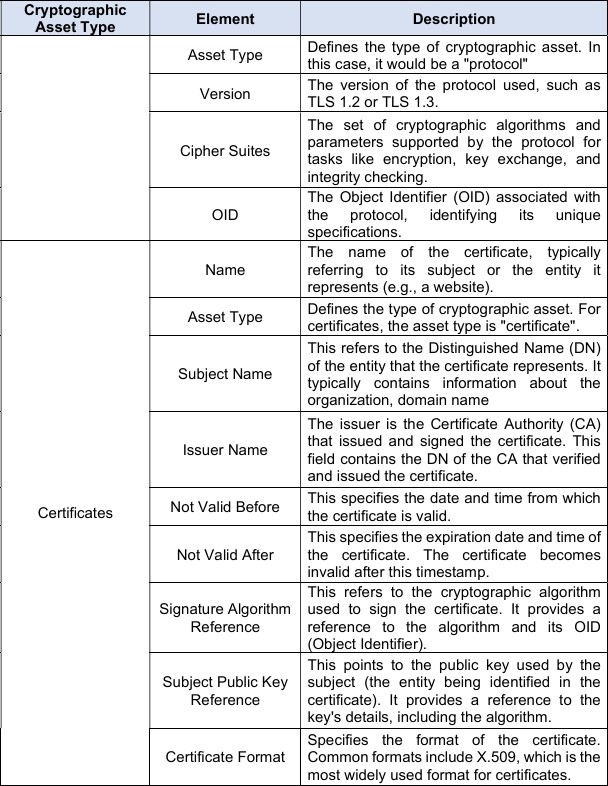 Cryptographic
Asset Type
Element
Description
Asset Type
Defines the type of cryptographic asset. In
this case, it would be a "protocol"
Version
The version of the protocol used, such as
TLS 1.2 or TLS 1.3.
Cipher Suites
The set of cryptographic algorithms and
parameters supported by the protocol for
tasks like encryption, key exchange, and
integrity checking.
OID
The Object Identifier (OID) associated with
the protocol, identifying its unique
specifications.
Certificates
Name
The name of the certificate, typically
referring to its subject or the entity it
represents (e.g., a website).
Asset Type
Defines the type of cryptographic asset. For
certificates, the asset type is "certificate".
Subject Name
This refers to the Distinguished Name (DN)
of the entity that the certificate represents. It
typically contains information about the
organization, domain name
Issuer Name
The issuer is the Certificate Authority (CA)
that issued and signed the certificate. This
field contains the DN of the CA that verified
and issued the certificate.
Not Valid Before
This specifies the date and time from which
the certificate is valid.
Not Valid After
This specifies the expiration date and time of
the certificate. The certificate becomes
invalid after this timestamp.
Signature Algorithm
Reference
This refers to the cryptographic algorithm
used to sign the certificate. It provides a
reference to the algorithm and its OID
(Object Identifier).
Subject Public Key
Reference
This points to the public key used by the
subject (the entity being identified in the
certificate). It provides a reference to the
key's details, including the algorithm.
Certificate Format
Specifies the format of the certificate.
Common formats include X.509, which is the
most widely used format for certificates.